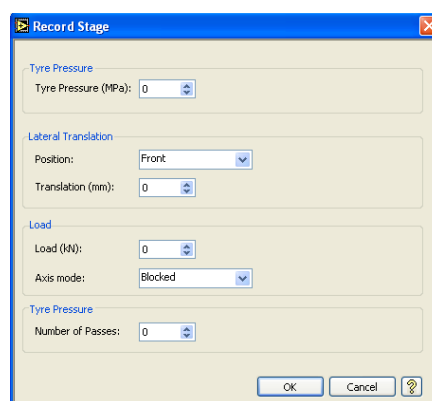 Record Stage
Tyre Pressure
Tyre Pressure (MPa): 0
Lateral Translation
Position: Front
Translation (mm): 0
Load
Load (kN): 0
Axis mode: Blocked
Tyre Pressure
Number of Passes: 0
OK Cancel ?